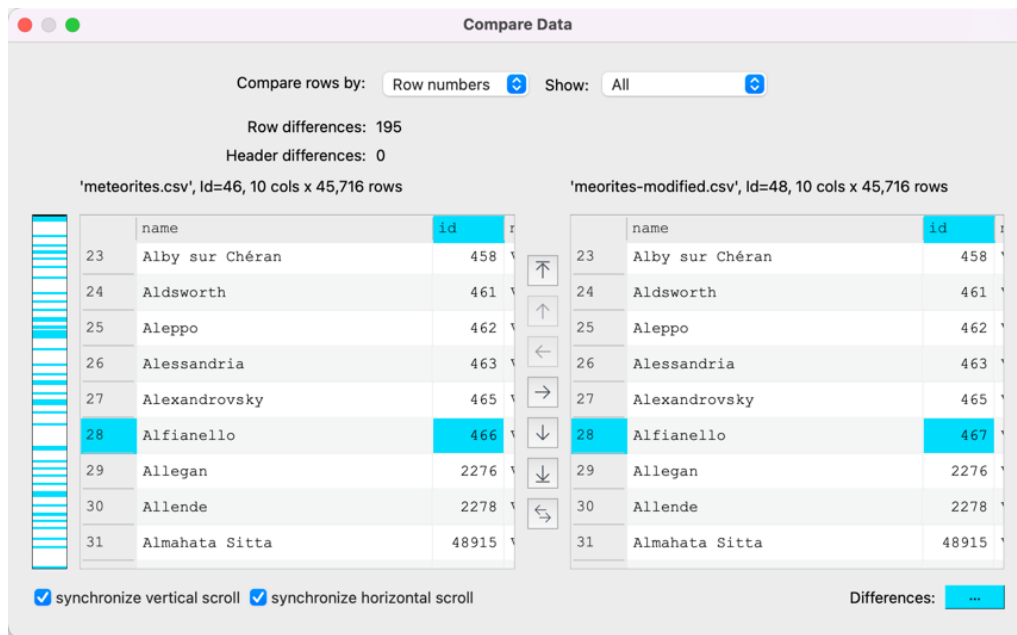 Compare Data
Compare rows by: Row numbers Show: All
Row differences: 195
Header differences: 0
'meteorites.csv', Id=46, 10 cols x 45,716 rows 'meorites-modified.csv', Id=48, 10 cols x 45,716 rows
name id name id
23 Alby sur Chéran 458 23 Alby sur Chéran 458
24 Aldsworth 461 24 Aldsworth 461
25 Aleppo 462 25 Aleppo 462
26 Alessandria 463 26 Alessandria 463
27 Alexandrovsky 465 27 Alexandrovsky 465
28 Alfianello 466 28 Alfianello 467
29 Allegan 2276 29 Allegan 2276
30 Allende 2278 30 Allende 2278
31 Almahata Sitta 48915 31 Almahata Sitta 48915
synchronize vertical scroll synchronize horizontal scroll Differences: ...